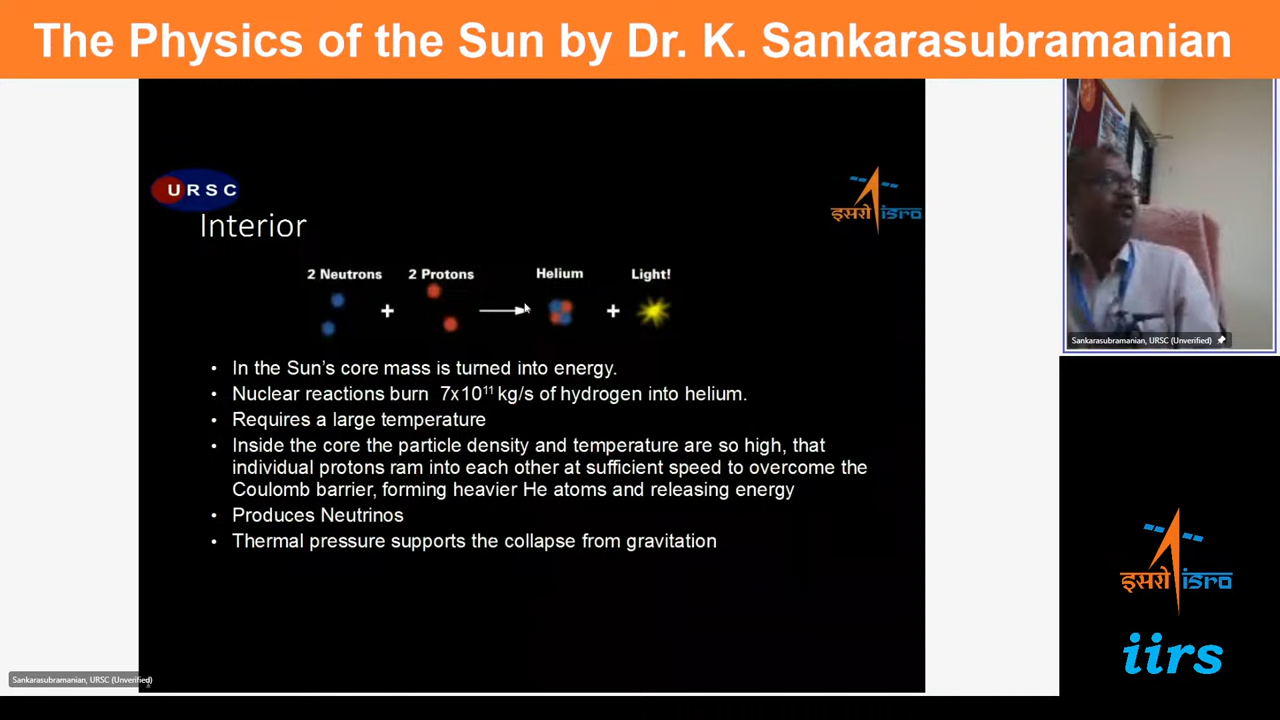 The Physics of the Sun by Dr. K. Sankarasubramanian
URSC
इसरो isro
Interior
2 Neutrons 2 Protons Helium Light!
+ +
• In the Sun's core mass is turned into energy.
• Nuclear reactions burn 7x10¹¹ kg/s of hydrogen into helium.
• Requires a large temperature
• Inside the core the particle density and temperature are so high, that
individual protons ram into each other at sufficient speed to overcome the
Coulomb barrier, forming heavier He atoms and releasing energy
• Produces Neutrinos
• Thermal pressure supports the collapse from gravitation
Sankarasubramanian, URSC (Unverified)
इसरो isro
iirs
Sankarasubramanian, URSC (Unverified)